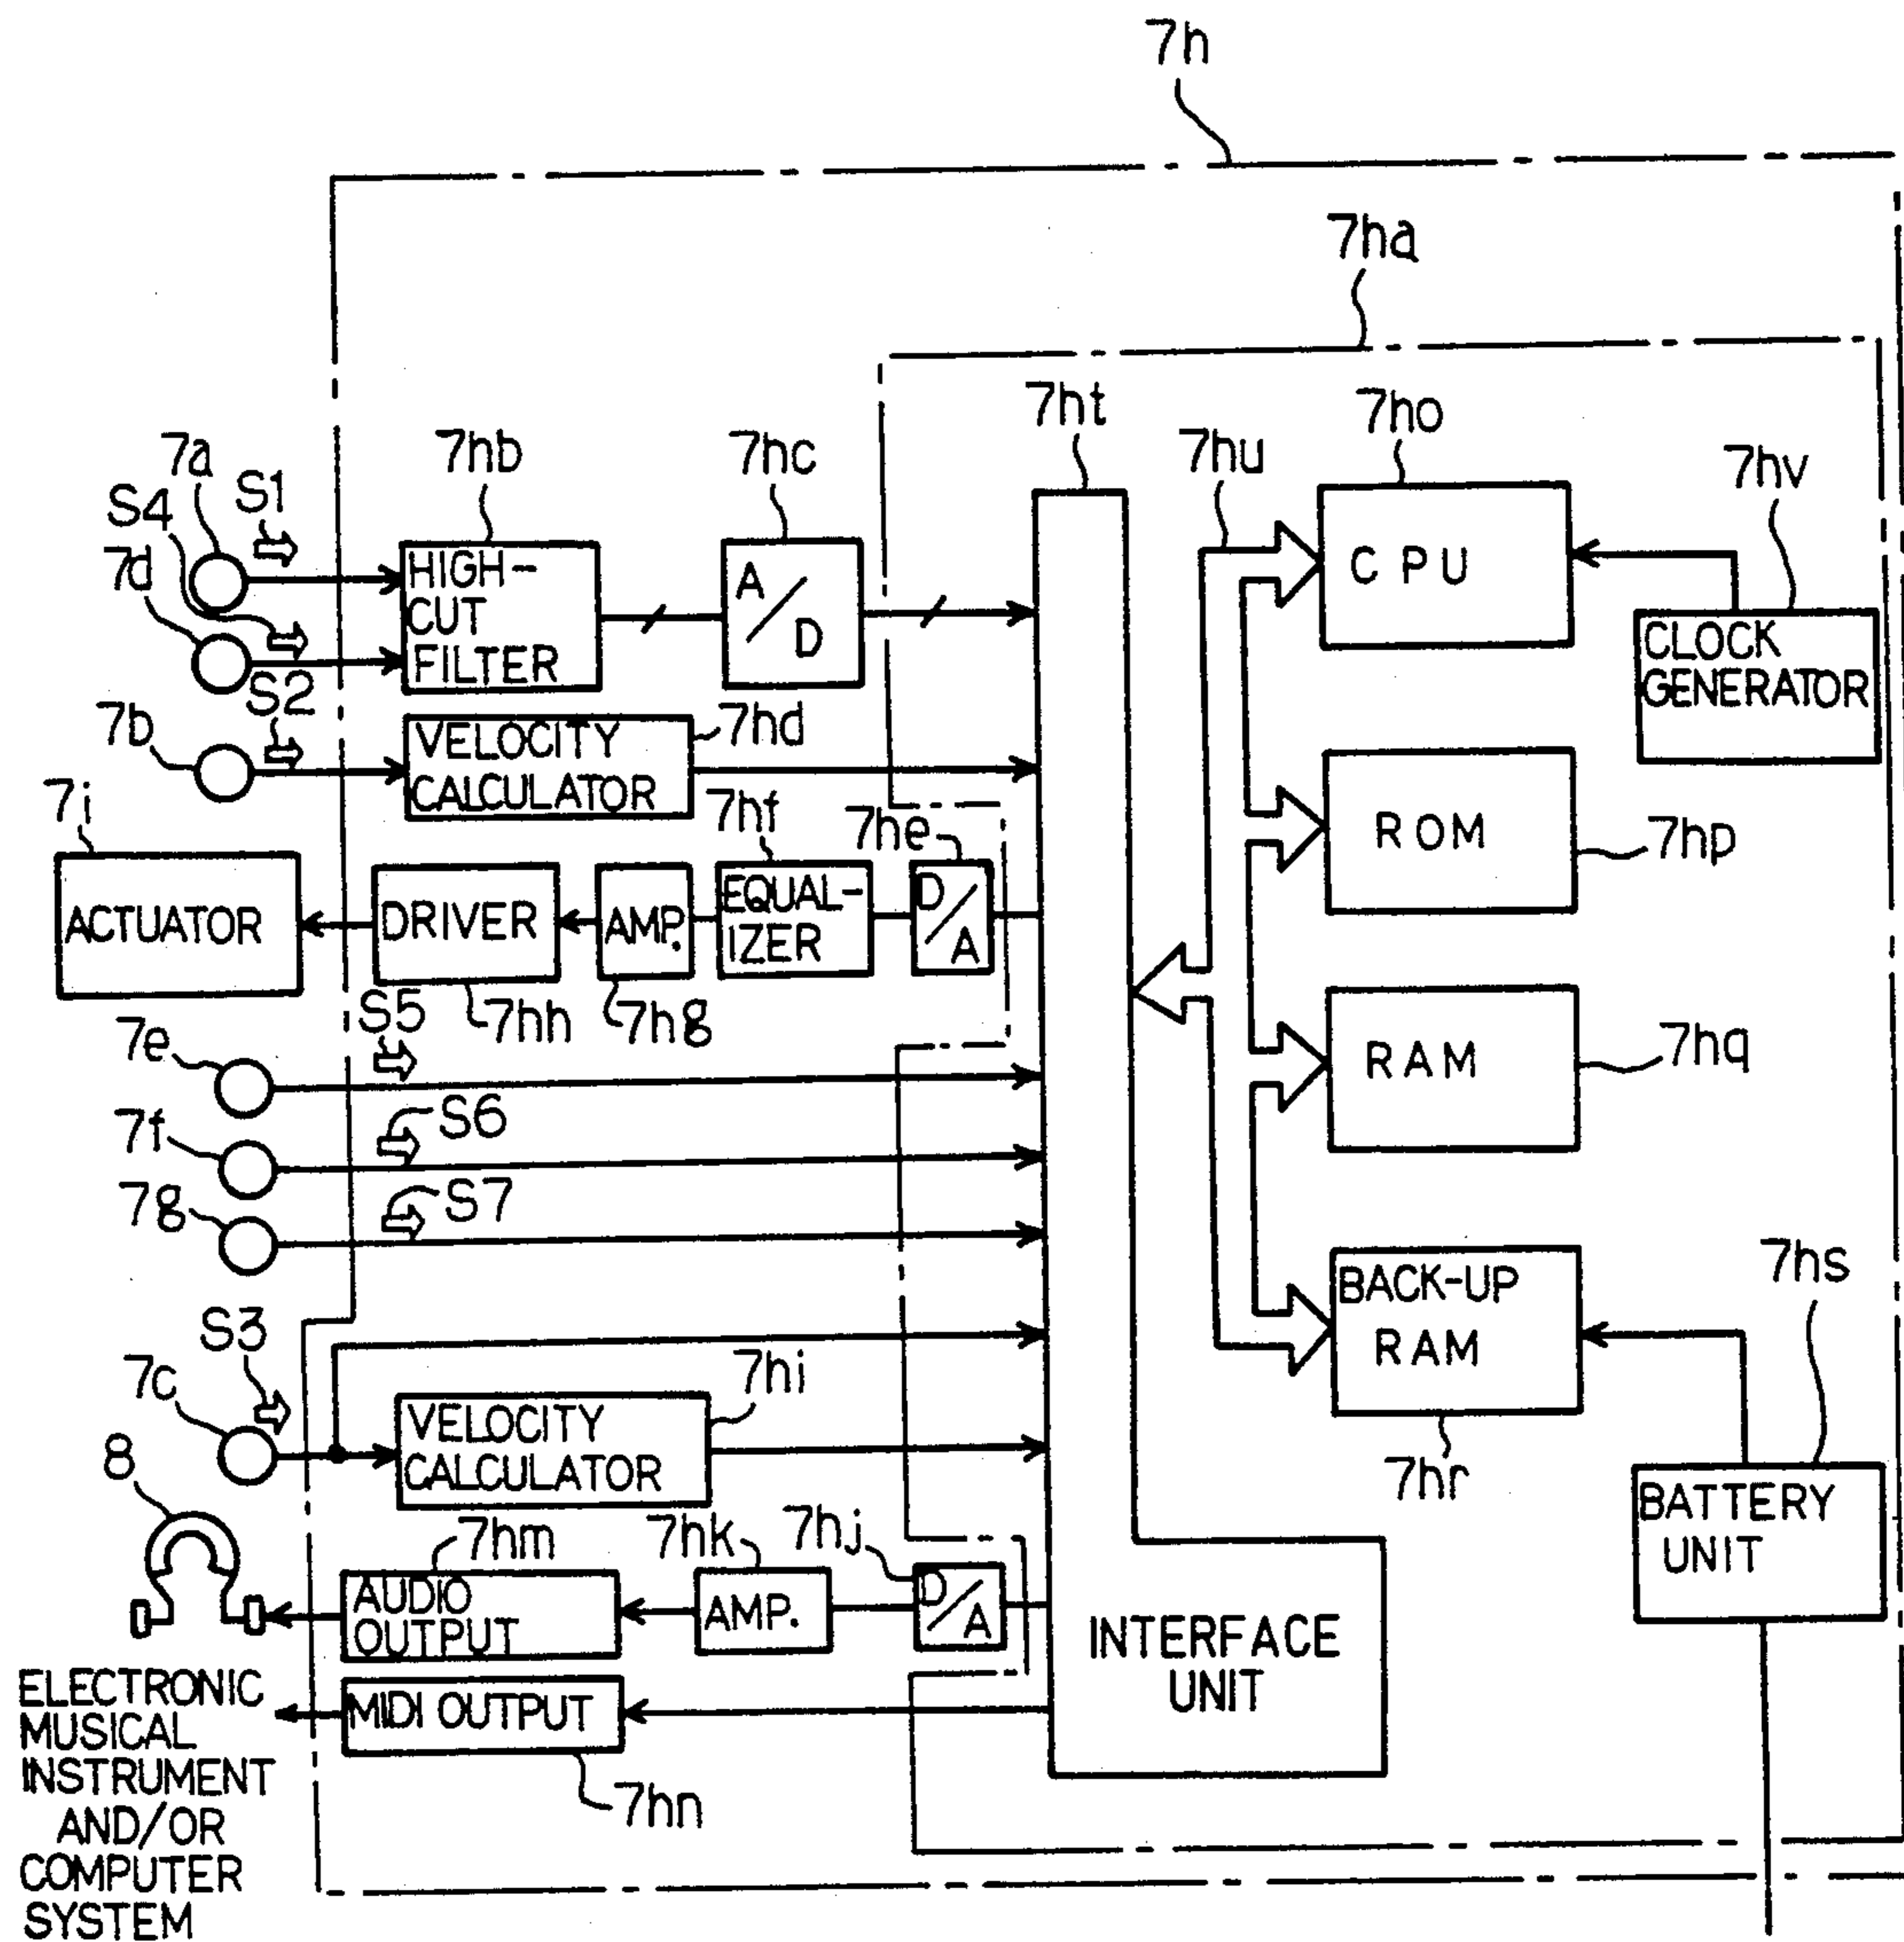 7h
7ha
7ht
7ho
7hu
7hv
7a
S1
7hb
7hc
S4
7d
HIGH-
CUT
FILTER
A/D
CPU
CLOCK
GENERATOR
S2
7b
VELOCITY
CALCULATOR
7hd
7i
7hf
7he
ROM
7hp
ACTUATOR
DRIVER
AMP.
EQUAL-
IZER
D/A
7hh
7hg
S5
7e
RAM
7hq
S6
7f
S7
7g
BACK-UP
RAM
7hs
S3
7c
VELOCITY
CALCULATOR
7hi
7hr
8
BATTERY
UNIT
7hm
7hk
7hj
AUDIO
OUTPUT
AMP.
D/A
INTERFACE
UNIT
MIDI OUTPUT
7hn
ELECTRONIC
MUSICAL
INSTRUMENT
AND/OR
COMPUTER
SYSTEM